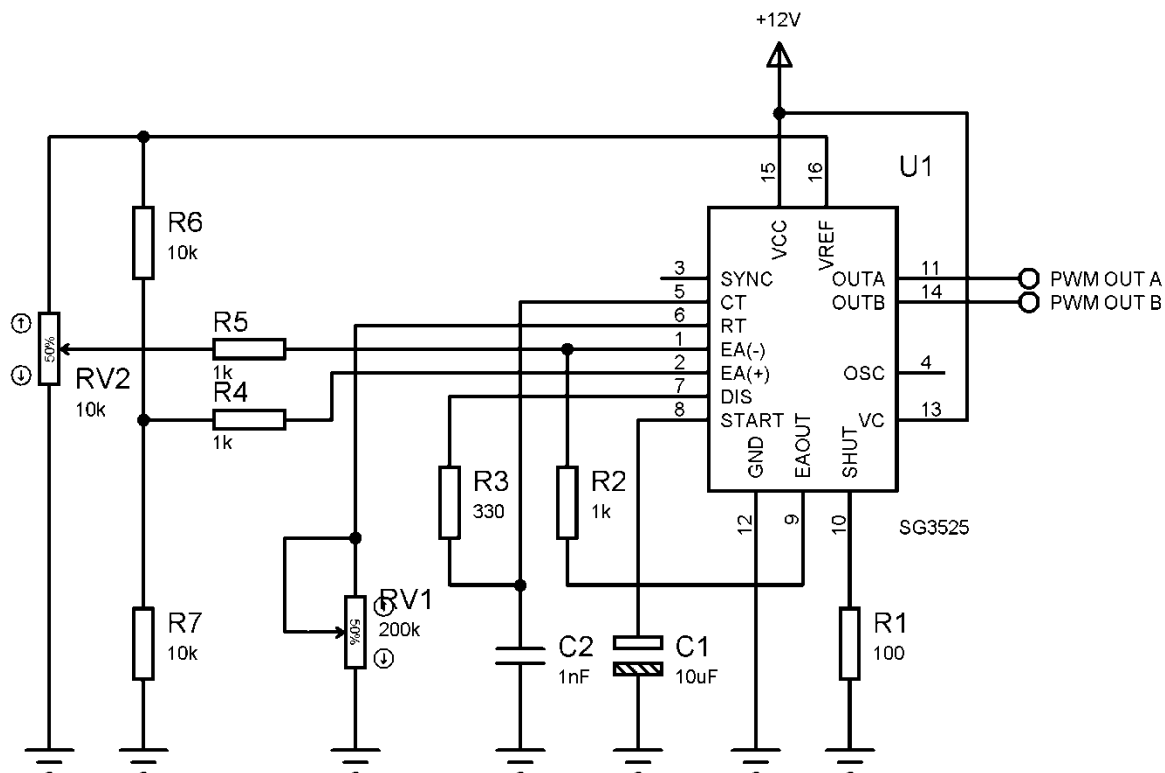 +12V
U1
15
16
VCC
VREF
R6
10k
3
SYNC
OUTA
11
PWM OUT A
5
CT
OUTB
14
PWM OUT B
6
RT
50%
RV2
10k
R5
1k
1
EA(-)
2
EA(+)
OSC
4
R4
1k
7
DIS
8
START
VC
13
GND
EAOUT
SHUT
R3
330
R2
1k
12
9
10
SG3525
R7
10k
50%
RV1
200k
C2
1nF
C1
10uF
R1
100